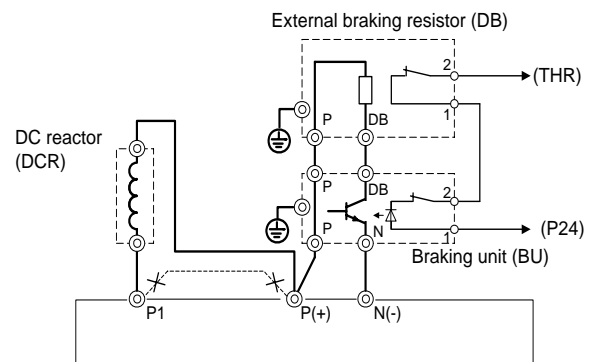 External braking resistor (DB)
2
(THR)
1
P
DB
DC reactor
(DCR)
P
DB
2
P
N
1
(P24)
Braking unit (BU)
P1
P(+)
N(-)